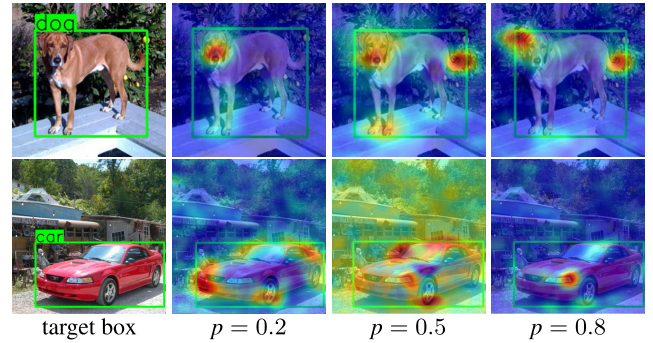 dog
car
target box
p = 0.2
p = 0.5
p = 0.8